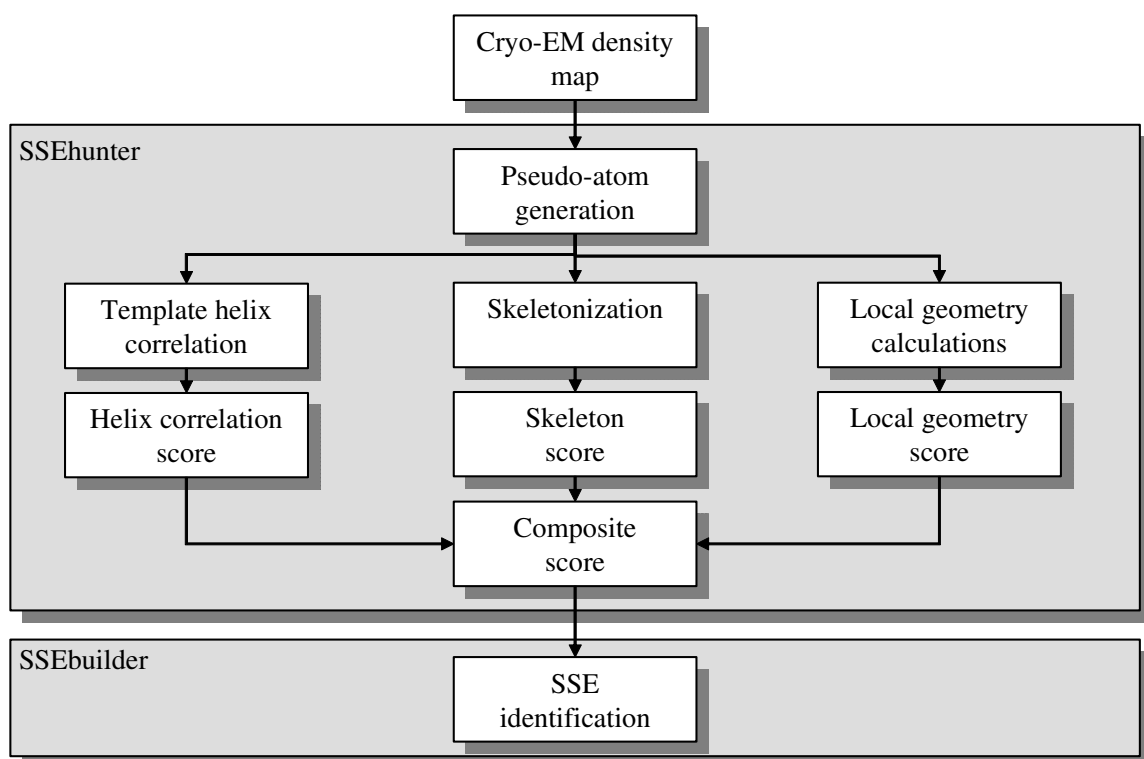 Cryo-EM density
map
SSEhunter
Pseudo-atom
generation
Template helix
correlation
Skeletonization
Local geometry
calculations
Helix correlation
score
Skeleton
score
Local geometry
score
Composite
score
SSEbuilder
SSE
identification